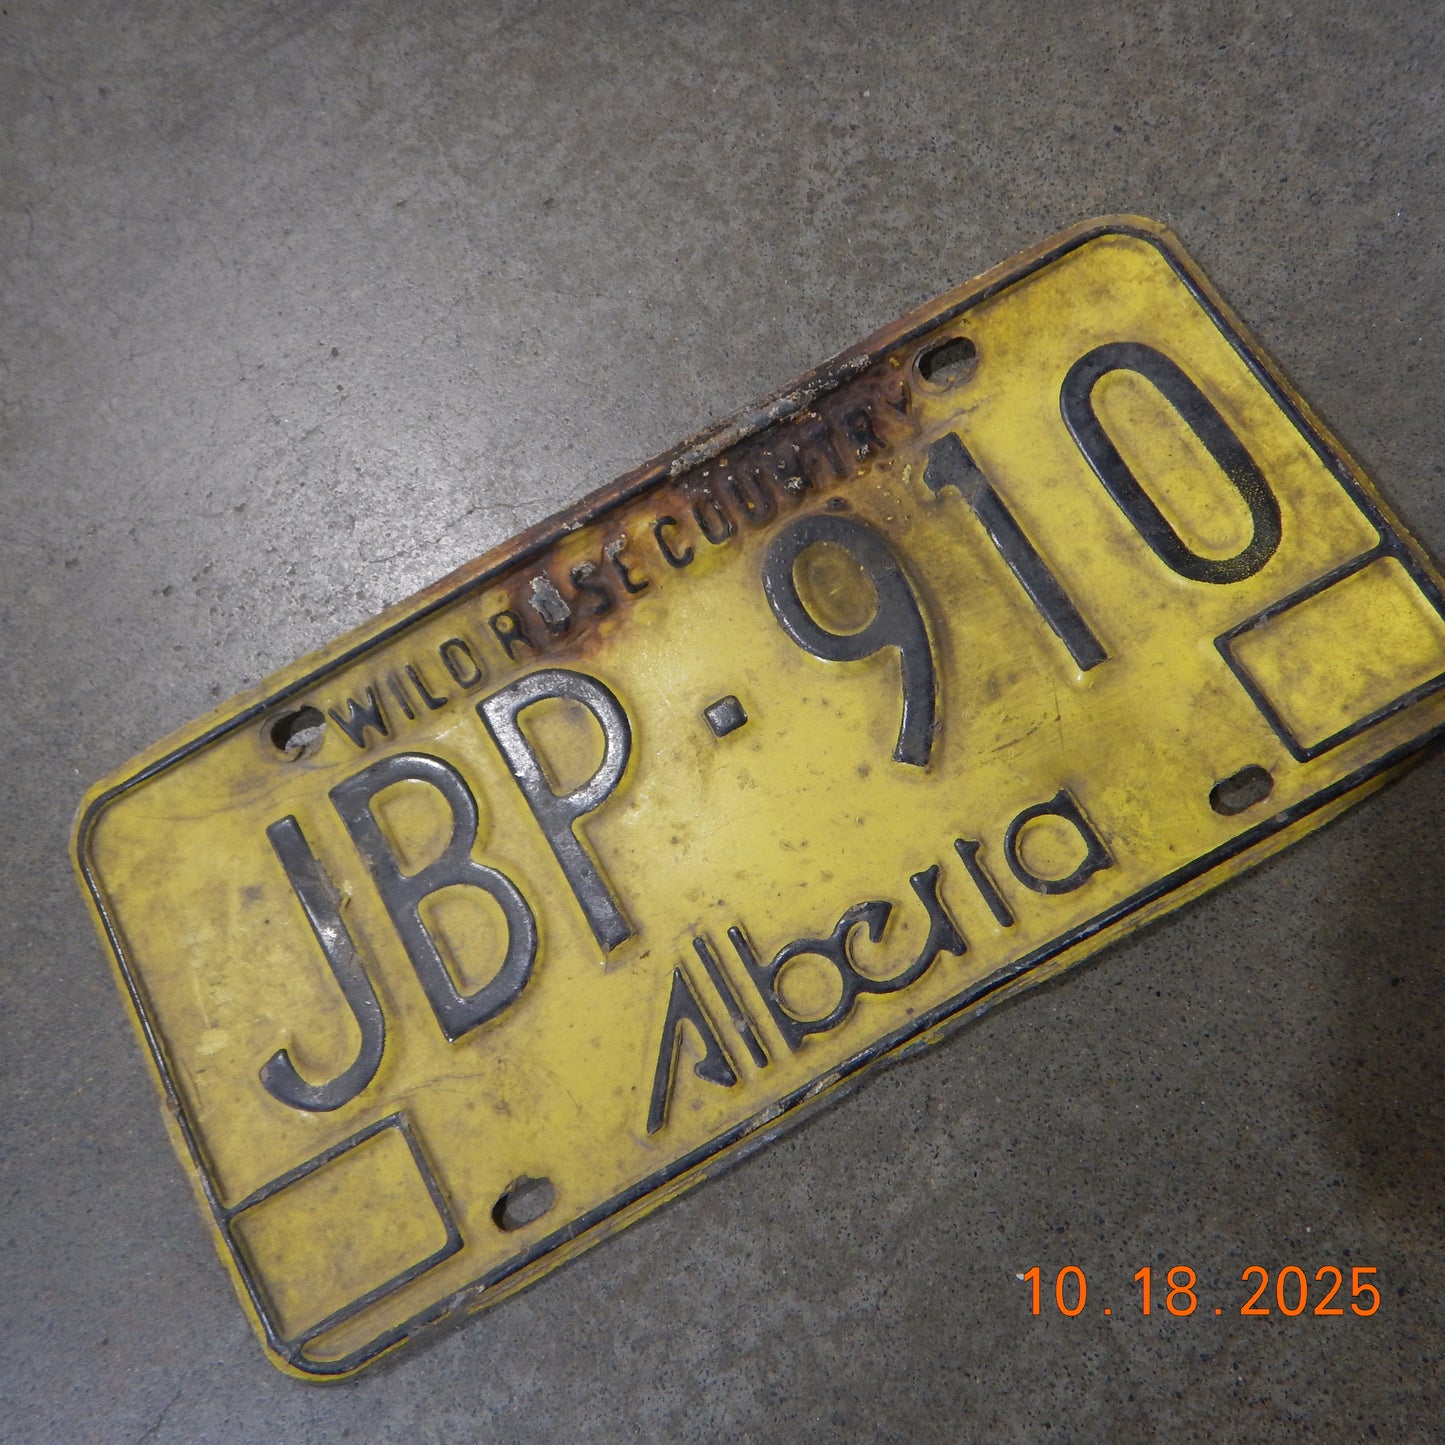 WILD ROSE COUNTRY
JBP·910
Alberta
10.18.2025